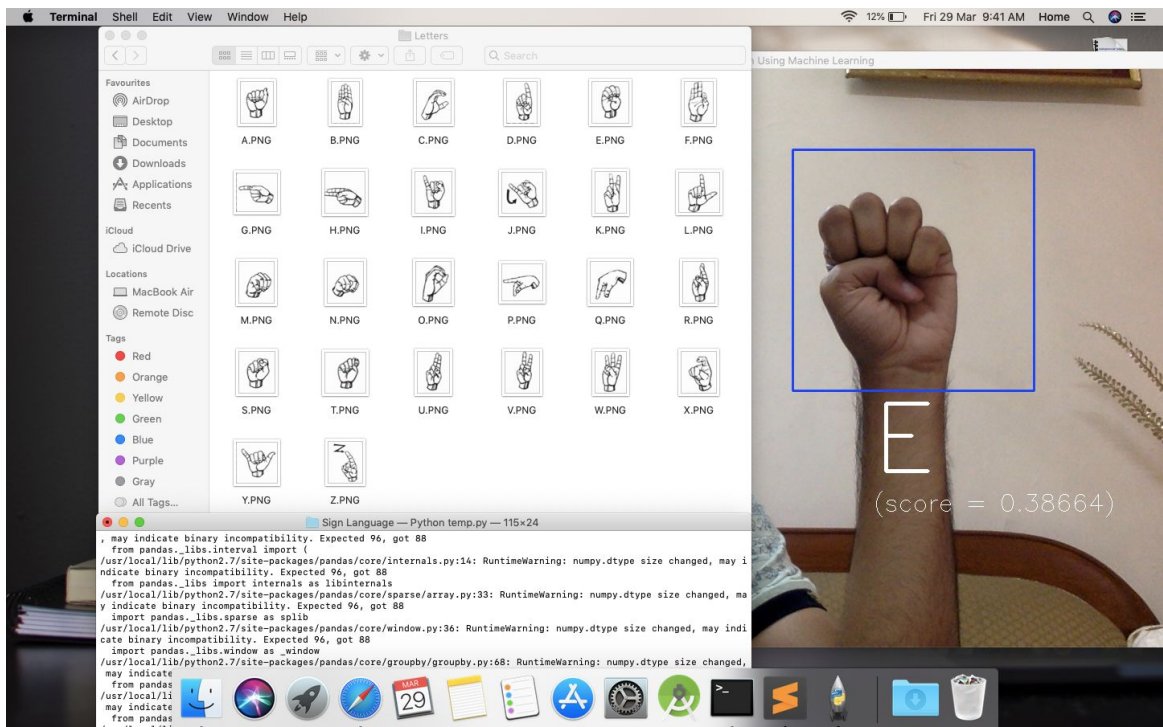 Terminal Shell Edit View Window Help
12% Fri 29 Mar 9:41 AM Home
Letters
Search
n Using Machine Learning
Favourites
AirDrop
Desktop
Documents
Downloads
Applications
Recents
iCloud
iCloud Drive
Locations
MacBook Air
Remote Disc
Tags
Red
Orange
Yellow
Green
Blue
Purple
Gray
All Tags...
A.PNG B.PNG C.PNG D.PNG E.PNG F.PNG
G.PNG H.PNG I.PNG J.PNG K.PNG L.PNG
M.PNG N.PNG O.PNG P.PNG Q.PNG R.PNG
S.PNG T.PNG U.PNG V.PNG W.PNG X.PNG
Z
Y.PNG Z.PNG
E
(score = 0.38664)
Sign Language — Python temp.py — 115×24
, may indicate binary incompatibility. Expected 96, got 88
from pandas._libs.interval import (
/usr/local/lib/python2.7/site-packages/pandas/core/internals.py:14: RuntimeWarning: numpy.dtype size changed, may i
ndicate binary incompatibility. Expected 96, got 88
from pandas._libs import internals as libinternals
/usr/local/lib/python2.7/site-packages/pandas/core/sparse/array.py:33: RuntimeWarning: numpy.dtype size changed, ma
y indicate binary incompatibility. Expected 96, got 88
import pandas._libs.sparse as splib
/usr/local/lib/python2.7/site-packages/pandas/core/window.py:36: RuntimeWarning: numpy.dtype size changed, may indi
cate binary incompatibility. Expected 96, got 88
import pandas._libs.window as _window
/usr/local/lib/python2.7/site-packages/pandas/core/groupby/groupby.py:68: RuntimeWarning: numpy.dtype size changed,
may indicate
from pandas
/usr/local/li
may indicate
from pandas
MAR
29